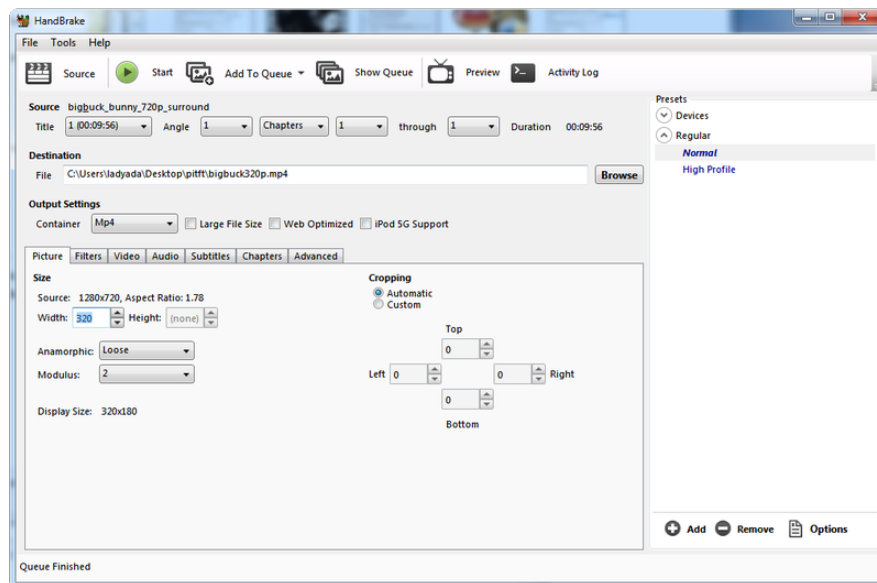 HandBrake
File Tools Help
Source Start Add To Queue Show Queue Preview Activity Log
Source bigbuck_bunny_720p_surround
Title 1 (00:09:56) Angle 1 Chapters 1 through 1 Duration 00:09:56
Destination
File C:\Users\ladyada\Desktop\pitft\bigbuck320p.mp4 Browse
Output Settings
Container Mp4 Large File Size Web Optimized iPod 5G Support
Picture Filters Video Audio Subtitles Chapters Advanced
Size
Source: 1280x720, Aspect Ratio: 1.78
Width: 320 Height: (none)
Anamorphic: Loose
Modulus: 2
Display Size: 320x180
Cropping
Automatic
Custom
Top
0
Left 0 0 Right
0
Bottom
Presets
Devices
Regular
Normal
High Profile
Add Remove Options
Queue Finished